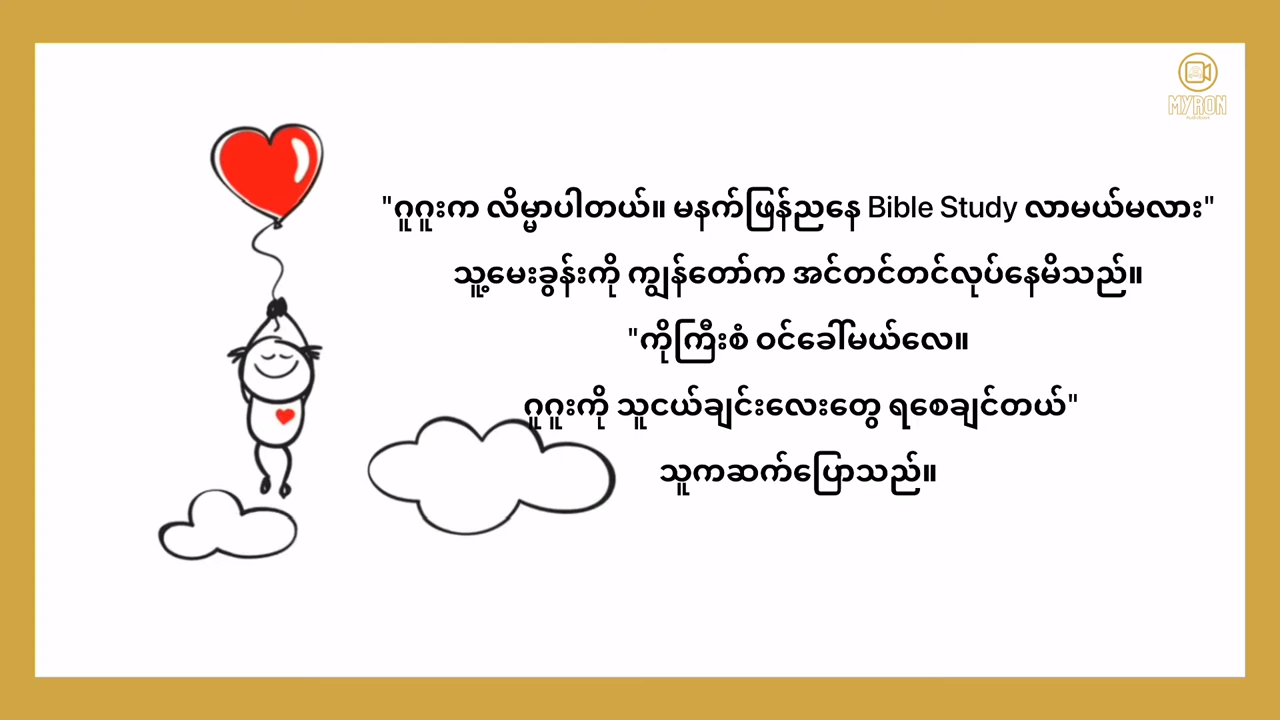 MYRON
"ဂူဂူးက လိမ္မာပါတယ်။ မနက်ဖြန်ညနေ Bible Study လာမယ်မလား"
သူ့မေးခွန်းကို ကျွန်တော်က အင်တင်တင်လုပ်နေမိသည်။
"ကိုကြီးစံ ဝင်ခေါ်မယ်လေ။
ဂူဂူးကို သူငယ်ချင်းလေးတွေ ရစေချင်တယ်"
သူကဆက်ပြောသည်။